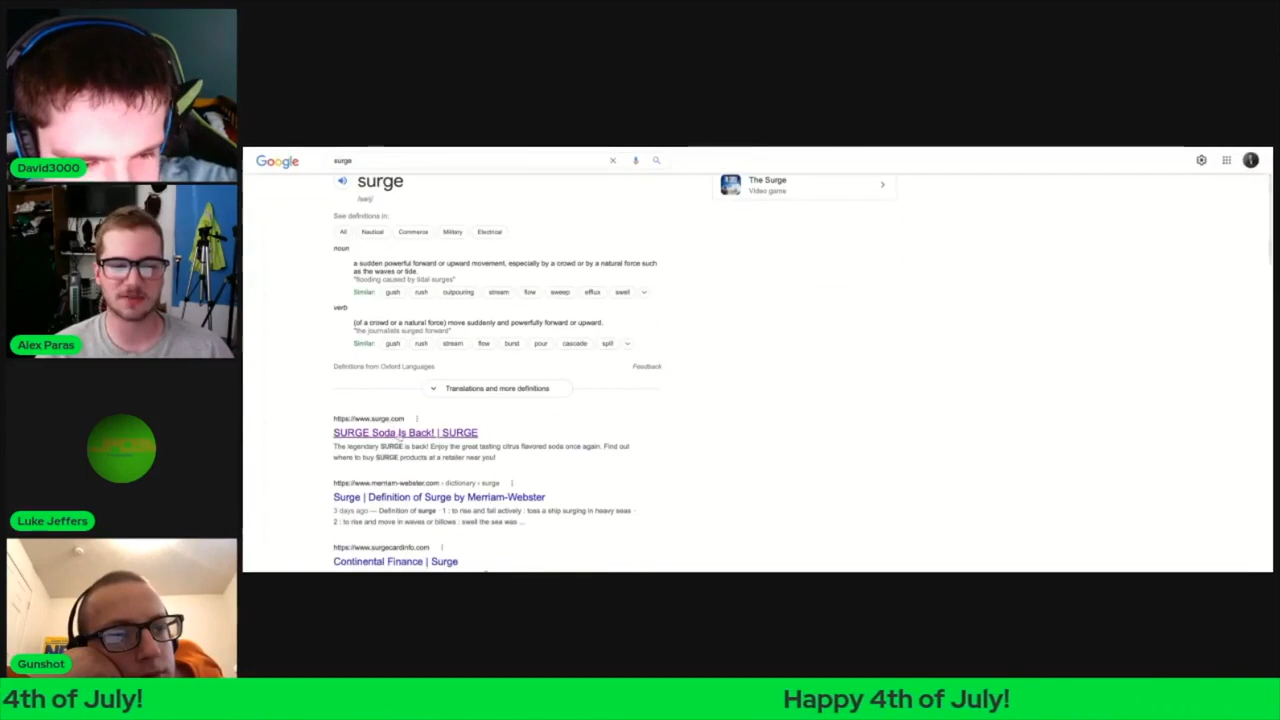 David3000
Alex Paras
Luke Jeffers
Gunshot
Google
surge
surge
See definitions in:
All Nautical Commerce Military Electrical
noun
a sudden powerful forward or upward movement, especially by a crowd or by a natural force such
as the waves or tide.
"flooding caused by tidal surges"
Similar: gush rush outpouring stream flow sweep efflux swell
verb
(of a crowd or a natural force) move suddenly and powerfully forward or upward.
"the journalists surged forward"
Similar: gush rush stream flow burst pour cascade spill
Definitions from Oxford Languages
Feedback
Translations and more definitions
https://www.surge.com
SURGE Soda Is Back! | SURGE
The legendary SURGE is back! Enjoy the great tasting citrus flavored soda once again. Find out
where to buy SURGE products at a retailer near you!
https://www.merriam-webster.com › dictionary › surge
Surge | Definition of Surge by Merriam-Webster
3 days ago — Definition of surge · 1 : to rise and fall actively : toss a ship surging in heavy seas ·
2 : to rise and move in waves or billows : swell the sea was ...
https://www.surgecardinfo.com
Continental Finance | Surge
The Surge
Video game
4th of July!
Happy 4th of July!